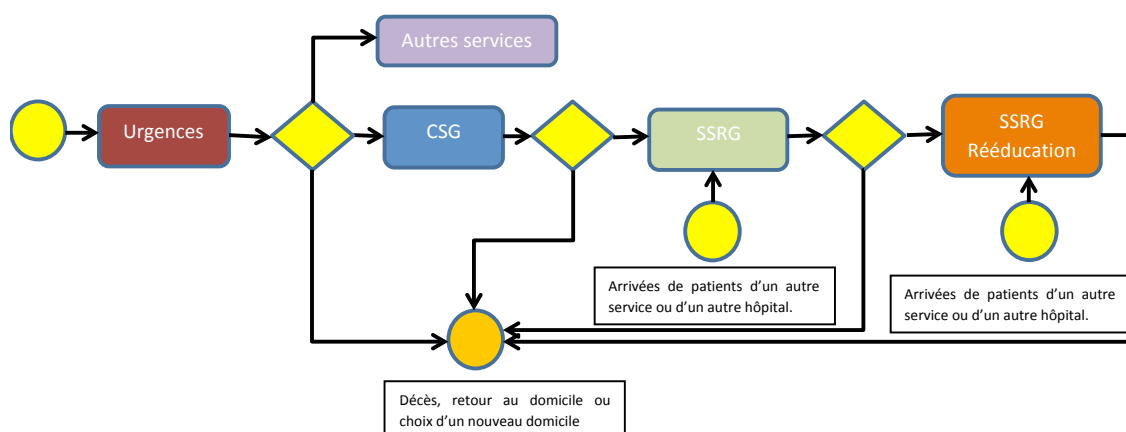 Autres services
Urgences
CSG
SSRG
SSRG
Rééducation
Arrivées de patients d'un autre
service ou d'un autre hôpital.
Arrivées de patients d'un autre
service ou d'un autre hôpital.
Décès, retour au domicile ou
choix d'un nouveau domicile